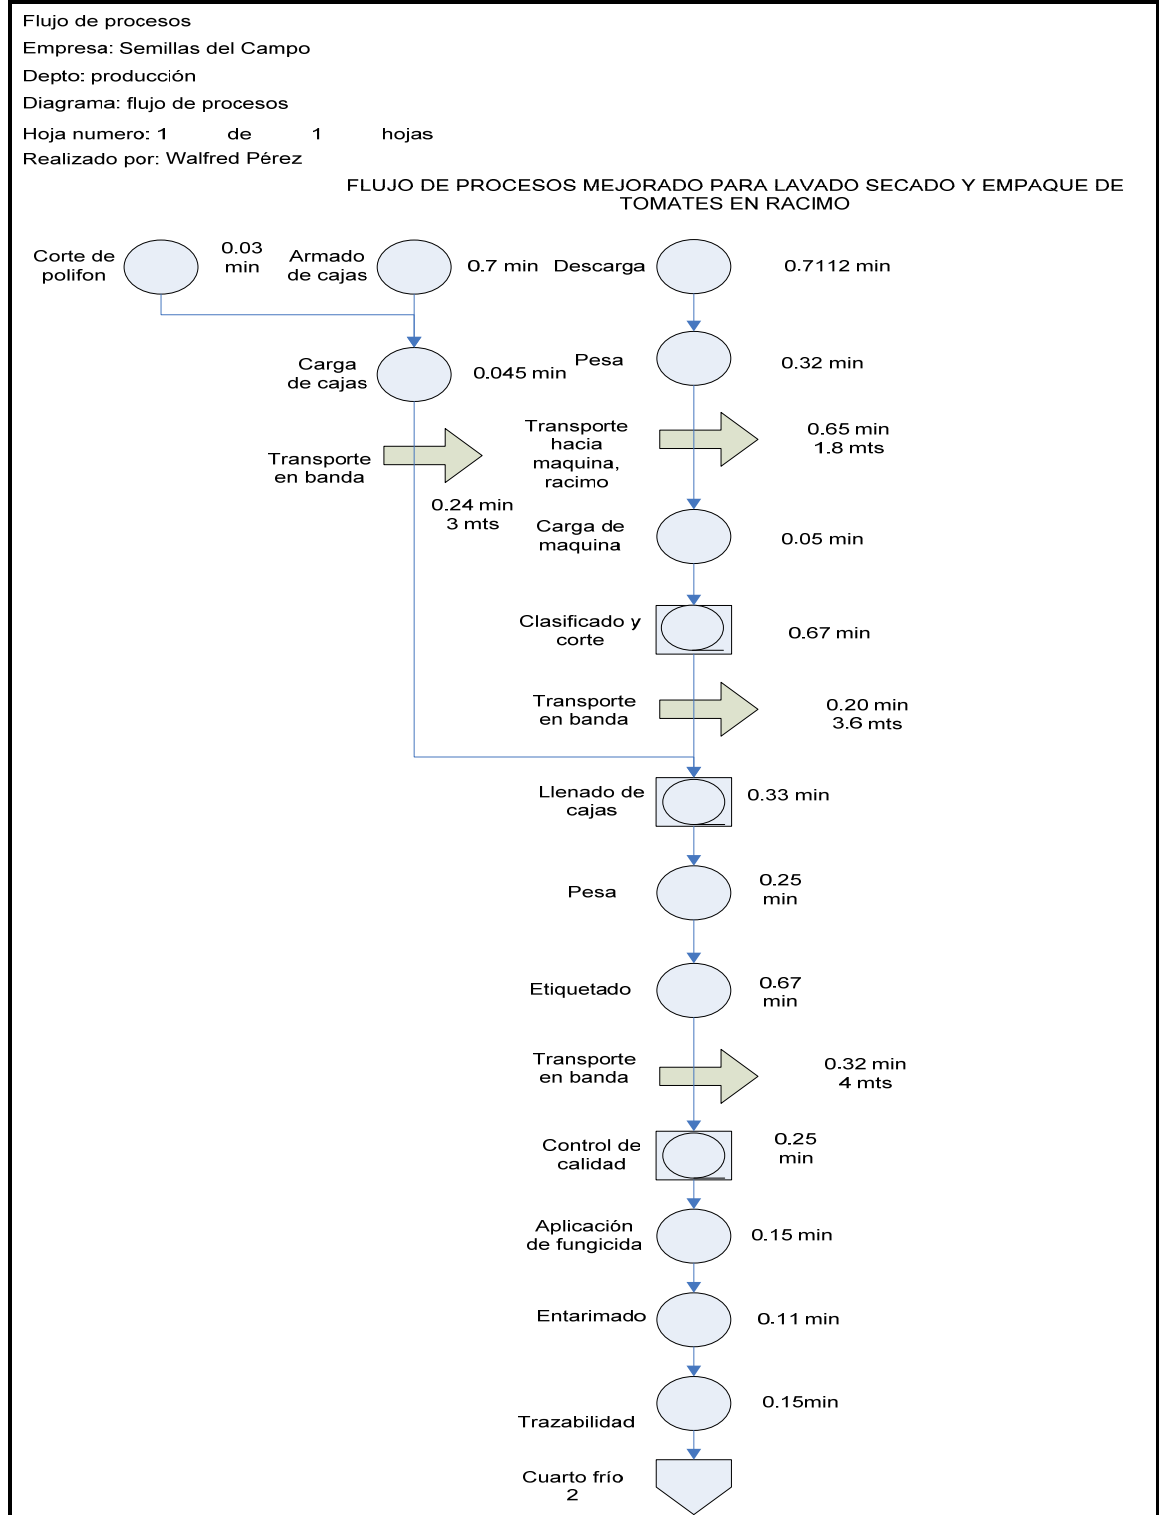 Flujo de procesos
Empresa: Semillas del Campo
Depto: producción
Diagrama: flujo de procesos
Hoja numero: 1 de 1 hojas
Realizado por: Walfred Pérez
FLUJO DE PROCESOS MEJORADO PARA LAVADO SECADO Y EMPAQUE DE
TOMATES EN RACIMO
Corte de
polifon
0.03
min
Armado
de cajas
0.7 min
Descarga
0.7112 min
Carga
de cajas
0.045 min
Pesa
0.32 min
Transporte
en banda
0.24 min
3 mts
Transporte
hacia
maquina,
racimo
0.65 min
1.8 mts
Carga de
maquina
0.05 min
Clasificado y
corte
0.67 min
Transporte
en banda
0.20 min
3.6 mts
Llenado de
cajas
0.33 min
Pesa
0.25
min
Etiquetado
0.67
min
Transporte
en banda
0.32 min
4 mts
Control de
calidad
0.25
min
Aplicación
de fungicida
0.15 min
Entarimado
0.11 min
Trazabilidad
0.15min
Cuarto frío
2